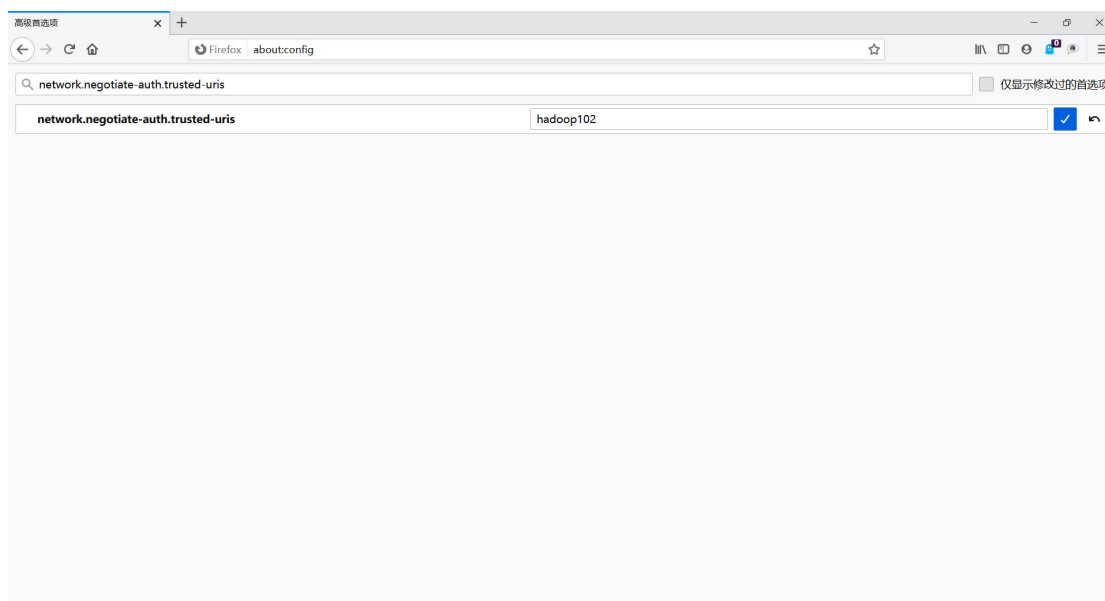 高级首选项
Firefox about:config
0
network.negotiate-auth.trusted-uris 仅显示修改过的首选项
network.negotiate-auth.trusted-uris hadoop102